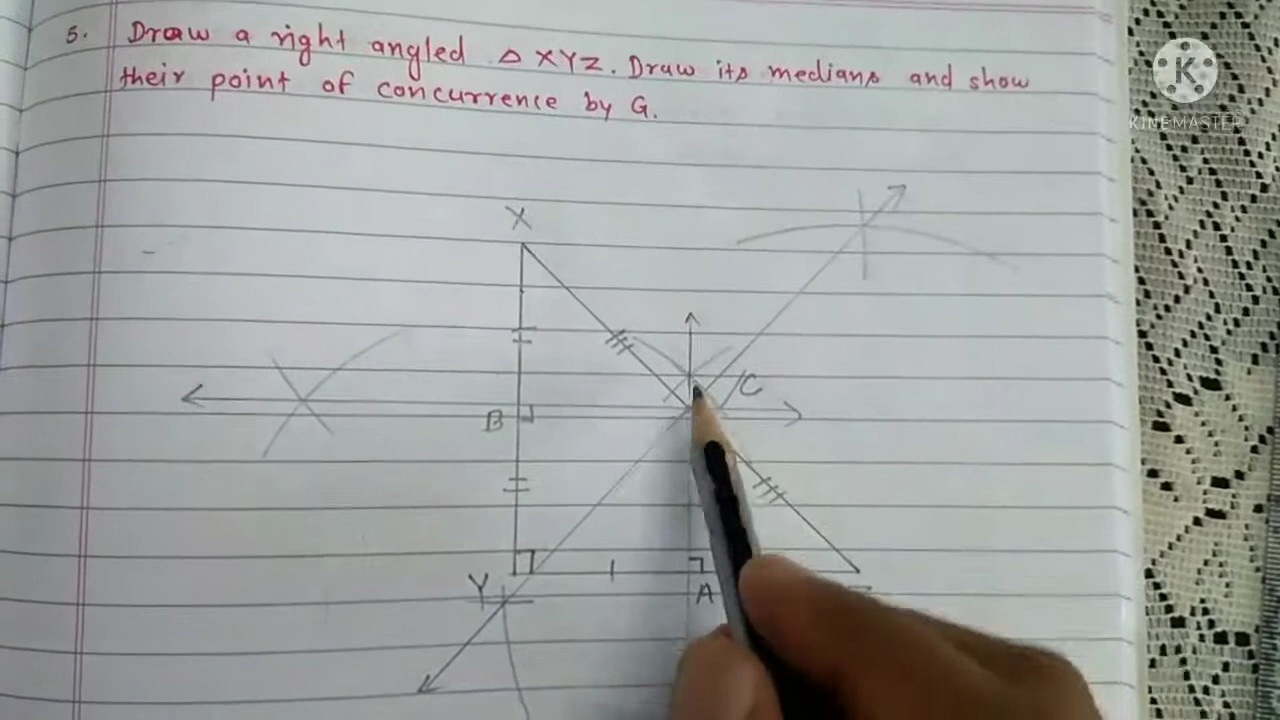 5. Draw a right angled △XYZ. Draw its medians and show
their point of concurrence by G.
K
KINEMASTER
X
C
B
Y
A